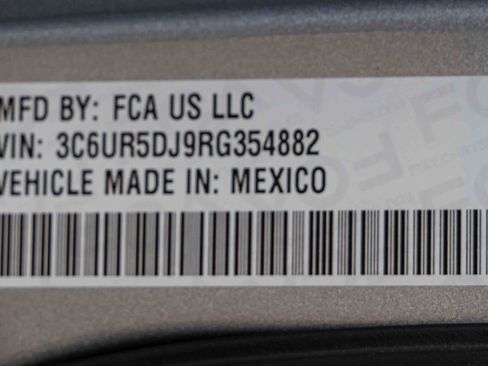 MFD BY: FCA US LLC
VIN: 3C6UR5DJ9RG354882
VEHICLE MADE IN: MEXICO